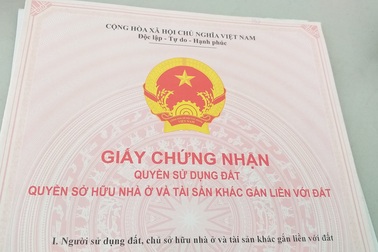 CỘNG HÒA XÃ HỘI CHỦ NGHĨA VIỆT NAM
Độc lập - Tự do - Hạnh phúc
GIẤY CHỨNG NHẬN
QUYỀN SỬ DỤNG ĐẤT
QUYỀN SỞ HỮU NHÀ Ở VÀ TÀI SẢN KHÁC GẮN LIỀN VỚI ĐẤT
I. Người sử dụng đất, chủ sở hữu nhà ở và tài sản khác gắn liền với đất